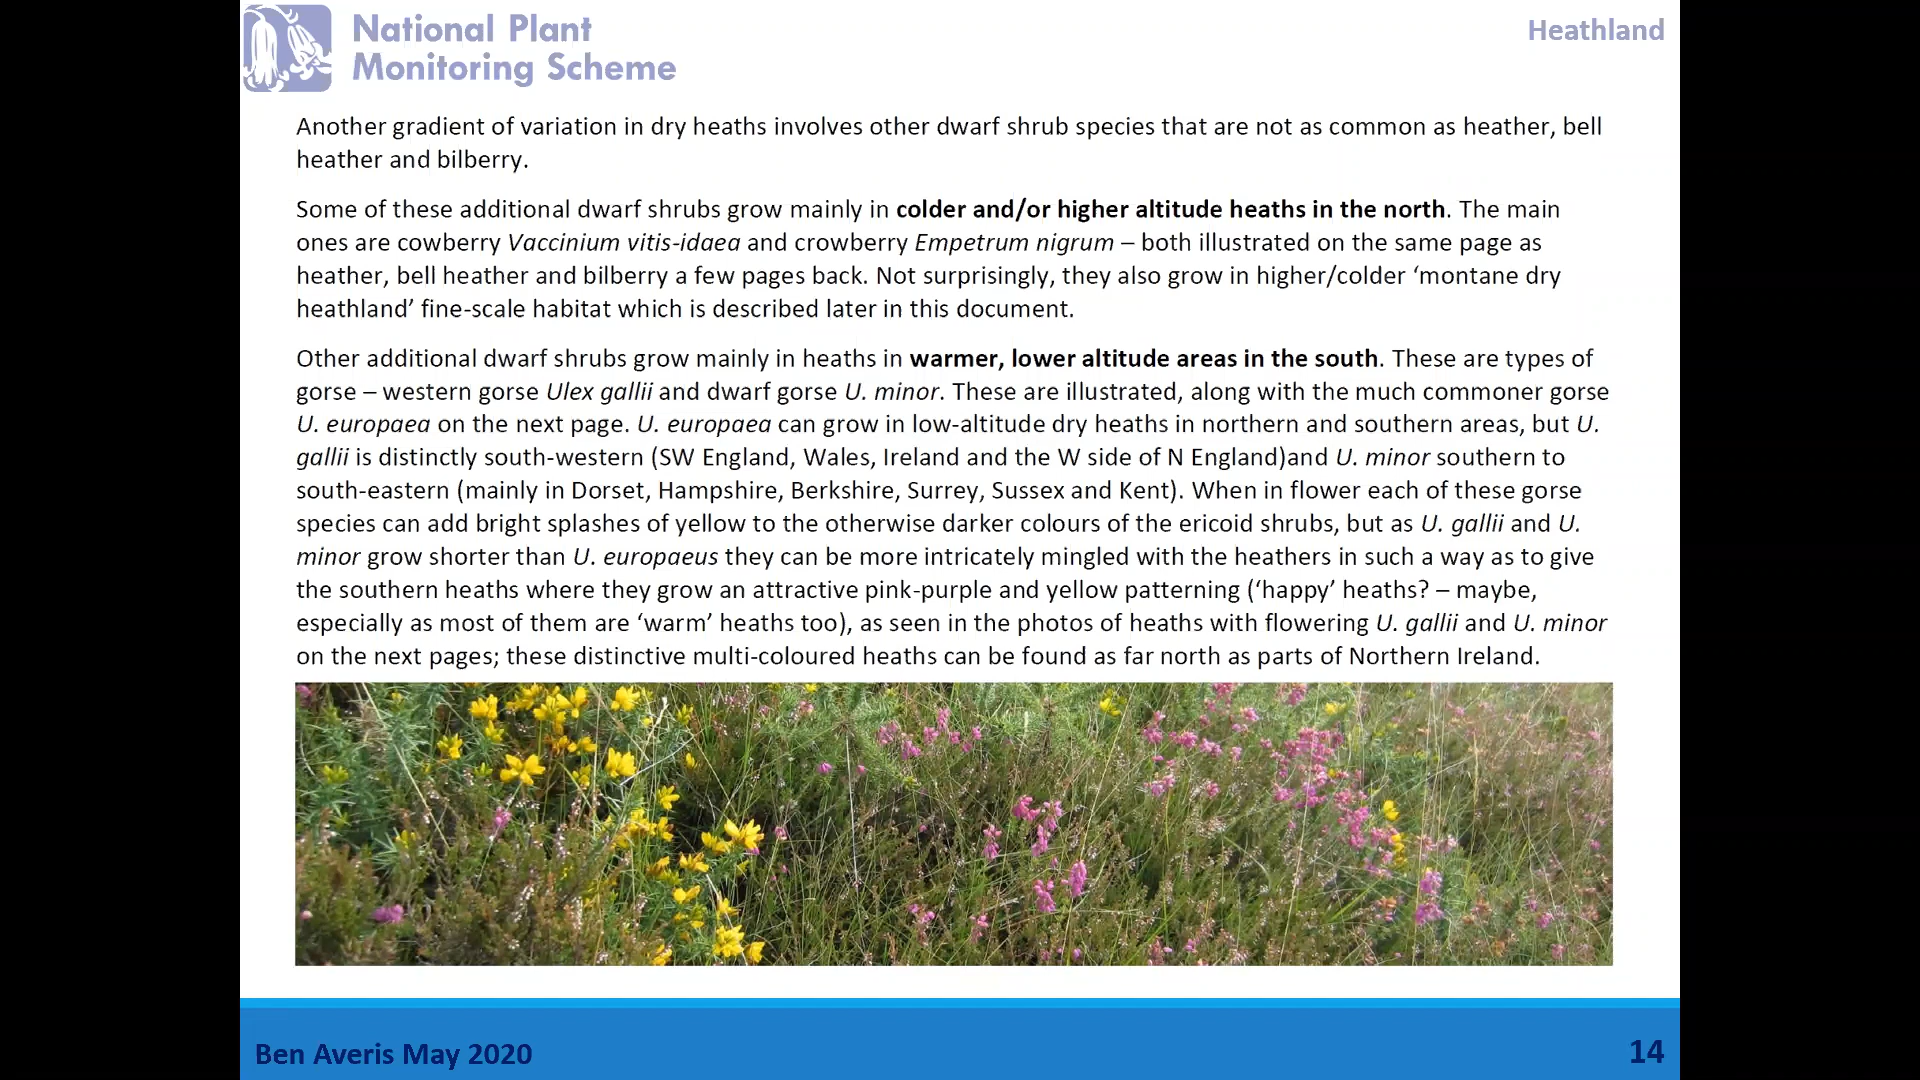 National Plant
Monitoring Scheme
Heathland
Another gradient of variation in dry heaths involves other dwarf shrub species that are not as common as heather, bell
heather and bilberry.
Some of these additional dwarf shrubs grow mainly in colder and/or higher altitude heaths in the north. The main
ones are cowberry Vaccinium vitis-idaea and crowberry Empetrum nigrum – both illustrated on the same page as
heather, bell heather and bilberry a few pages back. Not surprisingly, they also grow in higher/colder ‘montane dry
heathland’ fine-scale habitat which is described later in this document.
Other additional dwarf shrubs grow mainly in heaths in warmer, lower altitude areas in the south. These are types of
gorse – western gorse Ulex gallii and dwarf gorse U. minor. These are illustrated, along with the much commoner gorse
U. europaea on the next page. U. europaea can grow in low-altitude dry heaths in northern and southern areas, but U.
gallii is distinctly south-western (SW England, Wales, Ireland and the W side of N England)and U. minor southern to
south-eastern (mainly in Dorset, Hampshire, Berkshire, Surrey, Sussex and Kent). When in flower each of these gorse
species can add bright splashes of yellow to the otherwise darker colours of the ericoid shrubs, but as U. gallii and U.
minor grow shorter than U. europaeus they can be more intricately mingled with the heathers in such a way as to give
the southern heaths where they grow an attractive pink-purple and yellow patterning (‘happy’ heaths? – maybe,
especially as most of them are ‘warm’ heaths too), as seen in the photos of heaths with flowering U. gallii and U. minor
on the next pages; these distinctive multi-coloured heaths can be found as far north as parts of Northern Ireland.
Ben Averis May 2020
14